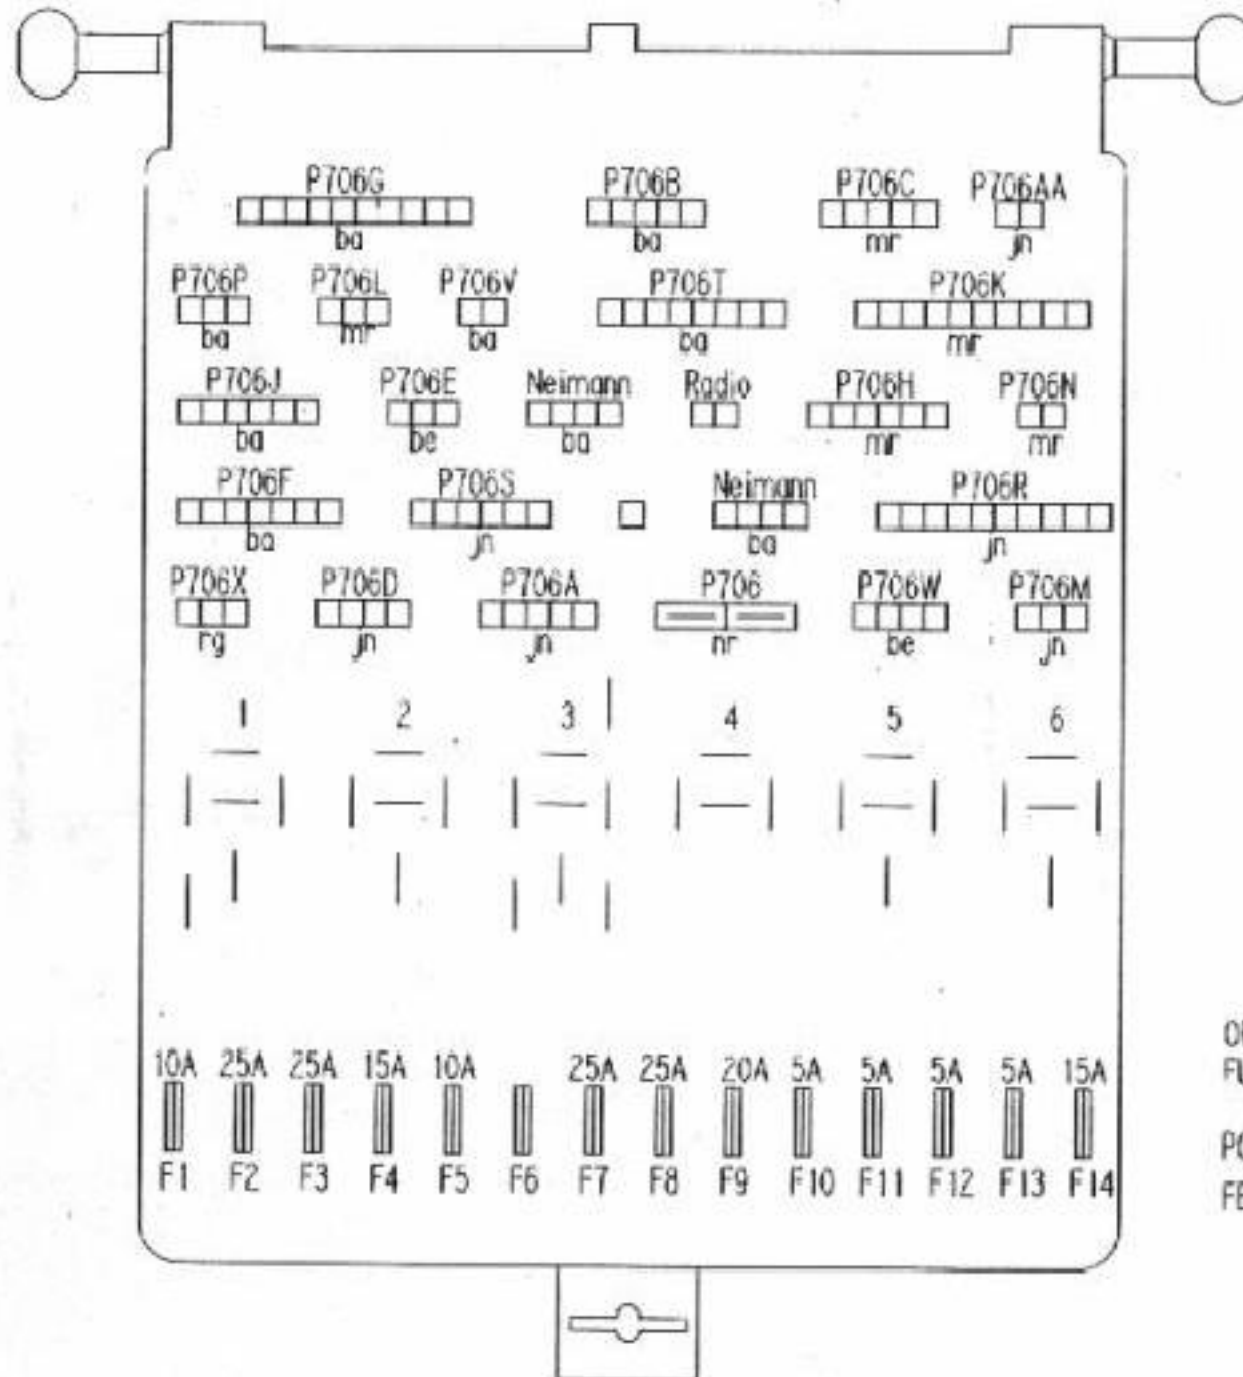 P706G P706B P706C P706AA
ba ba mr jn
P706P P706L P706V P706T P706K
ba mr ba ba mr
P706J P706E Neimann Radio P706H P706N
ba be ba mr mr
P706F P706S Neimann P706R
ba jn ba jn
P706X P706D P706A P706 P706W P706M
rg jn jn nr be jn
1 2 3 4 5 6
10A 25A 25A 15A 10A 25A 25A 20A 5A 5A 5A 5A 15A
F1 F2 F3 F4 F5 F6 F7 F8 F9 F10 F11 F12 F13 F14